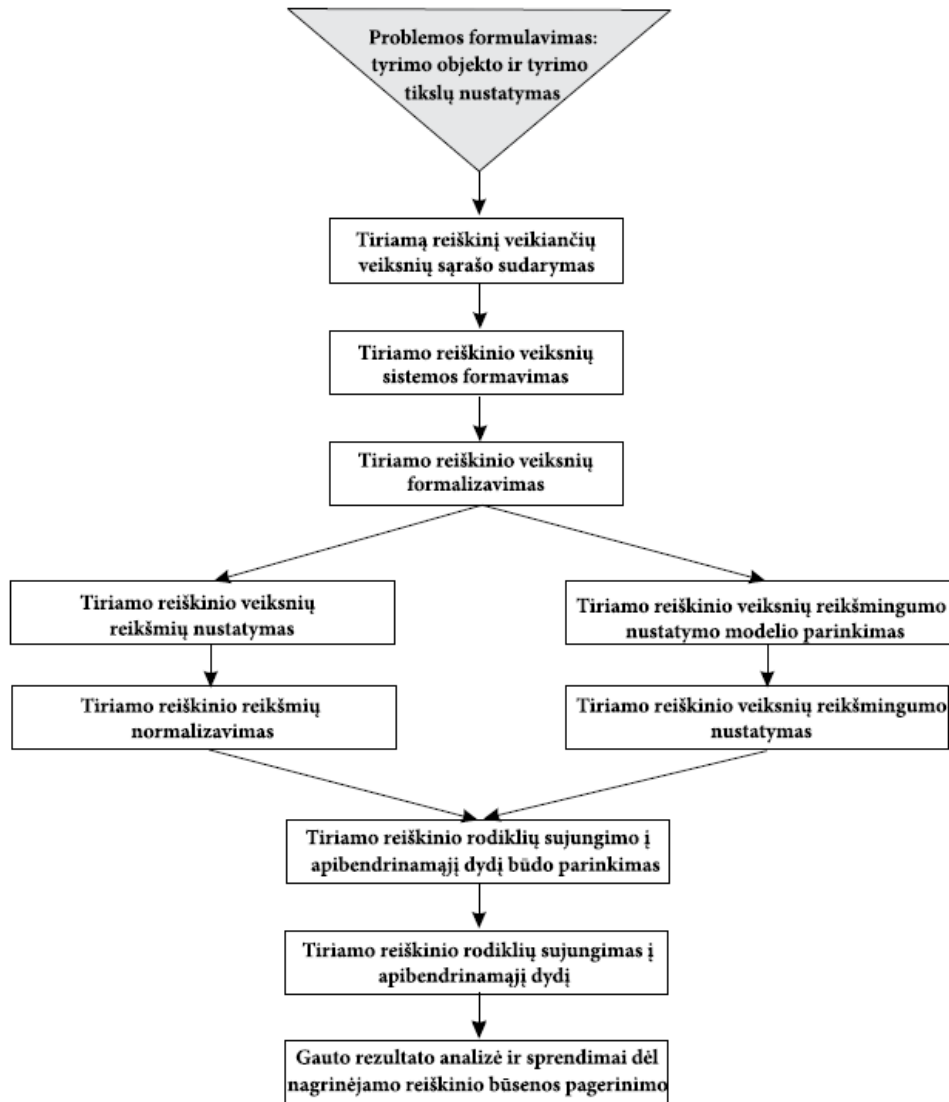 Problemos formulavimas:
tyrimo objekto ir tyrimo
tikslų nustatymas
Tiriamą reiškinį veikiančių
veiksnių sąrašo sudarymas
Tiriamo reiškinio veiksnių
sistemos formavimas
Tiriamo reiškinio veiksnių
formalizavimas
Tiriamo reiškinio veiksnių
reikšmių nustatymas
Tiriamo reiškinio veiksnių reikšmingumo
nustatymo modelio parinkimas
Tiriamo reiškinio reikšmių
normalizavimas
Tiriamo reiškinio veiksnių reikšmingumo
nustatymas
Tiriamo reiškinio rodiklių sujungimo į
apibendrinamąjį dydį būdo parinkimas
Tiriamo reiškinio rodiklių sujungimas į
apibendrinamąjį dydį
Gauto rezultato analizė ir sprendimai dėl
nagrinėjamo reiškinio būsenos pagerinimo